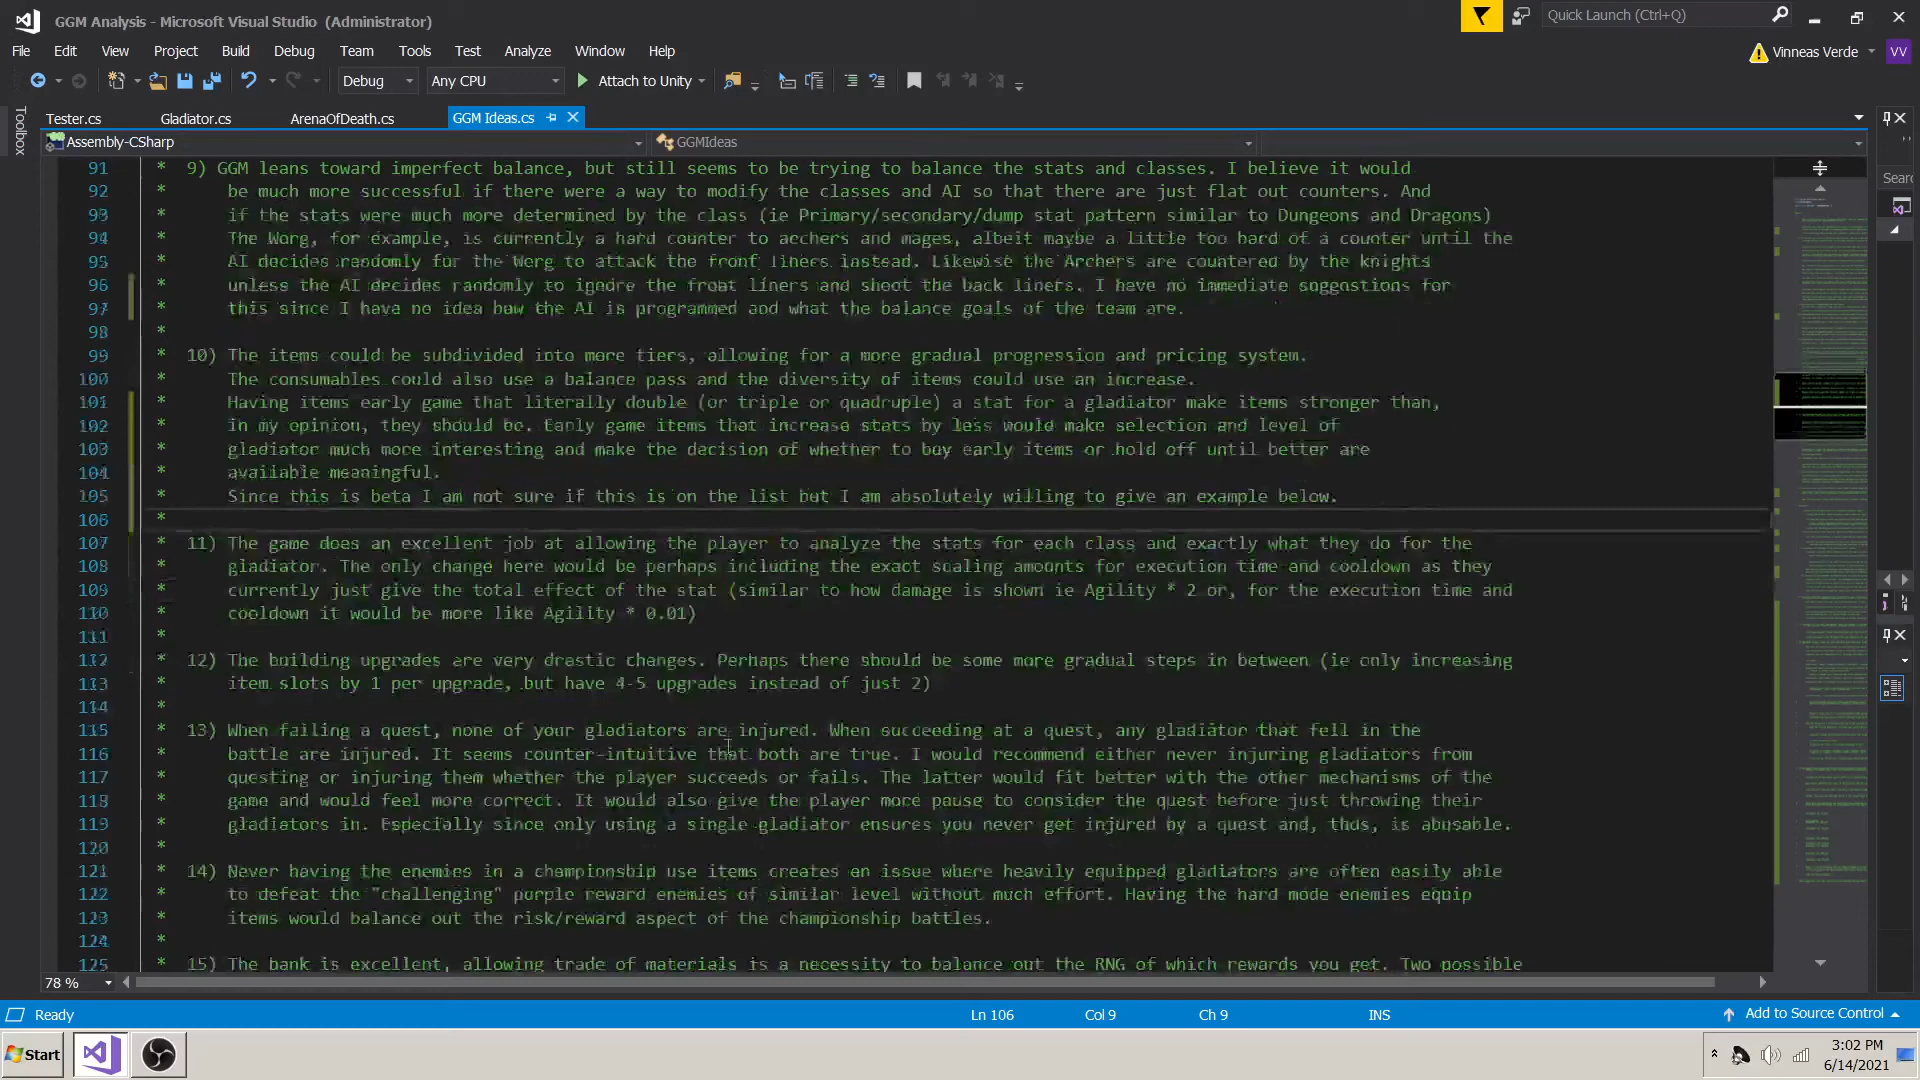 GGM Analysis - Microsoft Visual Studio (Administrator)
Quick Launch (Ctrl+Q)
File Edit View Project Build Debug Team Tools Test Analyze Window Help
Vinneas Verde VV
Debug Any CPU Attach to Unity
Toolbox
Tester.cs Gladiator.cs ArenaOfDeath.cs GGM Ideas.cs
Assembly-CSharp GGMIdeas
Sear
91 * 9) GGM leans toward imperfect balance, but still seems to be trying to balance the stats and classes. I believe it would
92 * be much more successful if there were a way to modify the classes and AI so that there are just flat out counters. And
93 * if the stats were much more determined by the class (ie Primary/secondary/dump stat pattern similar to Dungeons and Dragons)
94 * The Worg, for example, is currently a hard counter to archers and mages, albeit maybe a little too hard of a counter until the
95 * AI decides randomly for the Worg to attack the front liners instead. Likewise the Archers are countered by the knights
96 * unless the AI decides randomly to ignore the front liners and shoot the back liners. I have no immediate suggestions for
97 * this since I have no idea how the AI is programmed and what the balance goals of the team are.
98 *
99 * 10) The items could be subdivided into more tiers, allowing for a more gradual progression and pricing system.
100 * The consumables could also use a balance pass and the diversity of items could use an increase.
101 * Having items early game that literally double (or triple or quadruple) a stat for a gladiator make items stronger than,
102 * in my opinion, they should be. Early game items that increase stats by less would make selection and level of
103 * gladiator much more interesting and make the decision of whether to buy early items or hold off until better are
104 * available meaningful.
105 * Since this is beta I am not sure if this is on the list but I am absolutely willing to give an example below.
106 *
107 * 11) The game does an excellent job at allowing the player to analyze the stats for each class and exactly what they do for the
108 * gladiator. The only change here would be perhaps including the exact scaling amounts for execution time and cooldown as they
109 * currently just give the total effect of the stat (similar to how damage is shown ie Agility * 2 or, for the execution time and
110 * cooldown it would be more like Agility * 0.01)
111 *
112 * 12) The building upgrades are very drastic changes. Perhaps there should be some more gradual steps in between (ie only increasing
113 * item slots by 1 per upgrade, but have 4-5 upgrades instead of just 2)
114 *
115 * 13) When failing a quest, none of your gladiators are injured. When succeeding at a quest, any gladiator that fell in the
116 * battle are injured. It seems counter-intuitive that both are true. I would recommend either never injuring gladiators from
117 * questing or injuring them whether the player succeeds or fails. The latter would fit better with the other mechanisms of the
118 * game and would feel more correct. It would also give the player more pause to consider the quest before just throwing their
119 * gladiators in. Especially since only using a single gladiator ensures you never get injured by a quest and, thus, is abusable.
120 *
121 * 14) Never having the enemies in a championship use items creates an issue where heavily equipped gladiators are often easily able
122 * to defeat the "challenging" purple reward enemies of similar level without much effort. Having the hard mode enemies equip
123 * items would balance out the risk/reward aspect of the championship battles.
124 *
125 * 15) The bank is excellent, allowing trade of materials is a necessity to balance out the RNG of which rewards you get. Two possible
78 %
Ready Ln 106 Col 9 Ch 9 INS Add to Source Control
Start 3:02 PM
6/14/2021